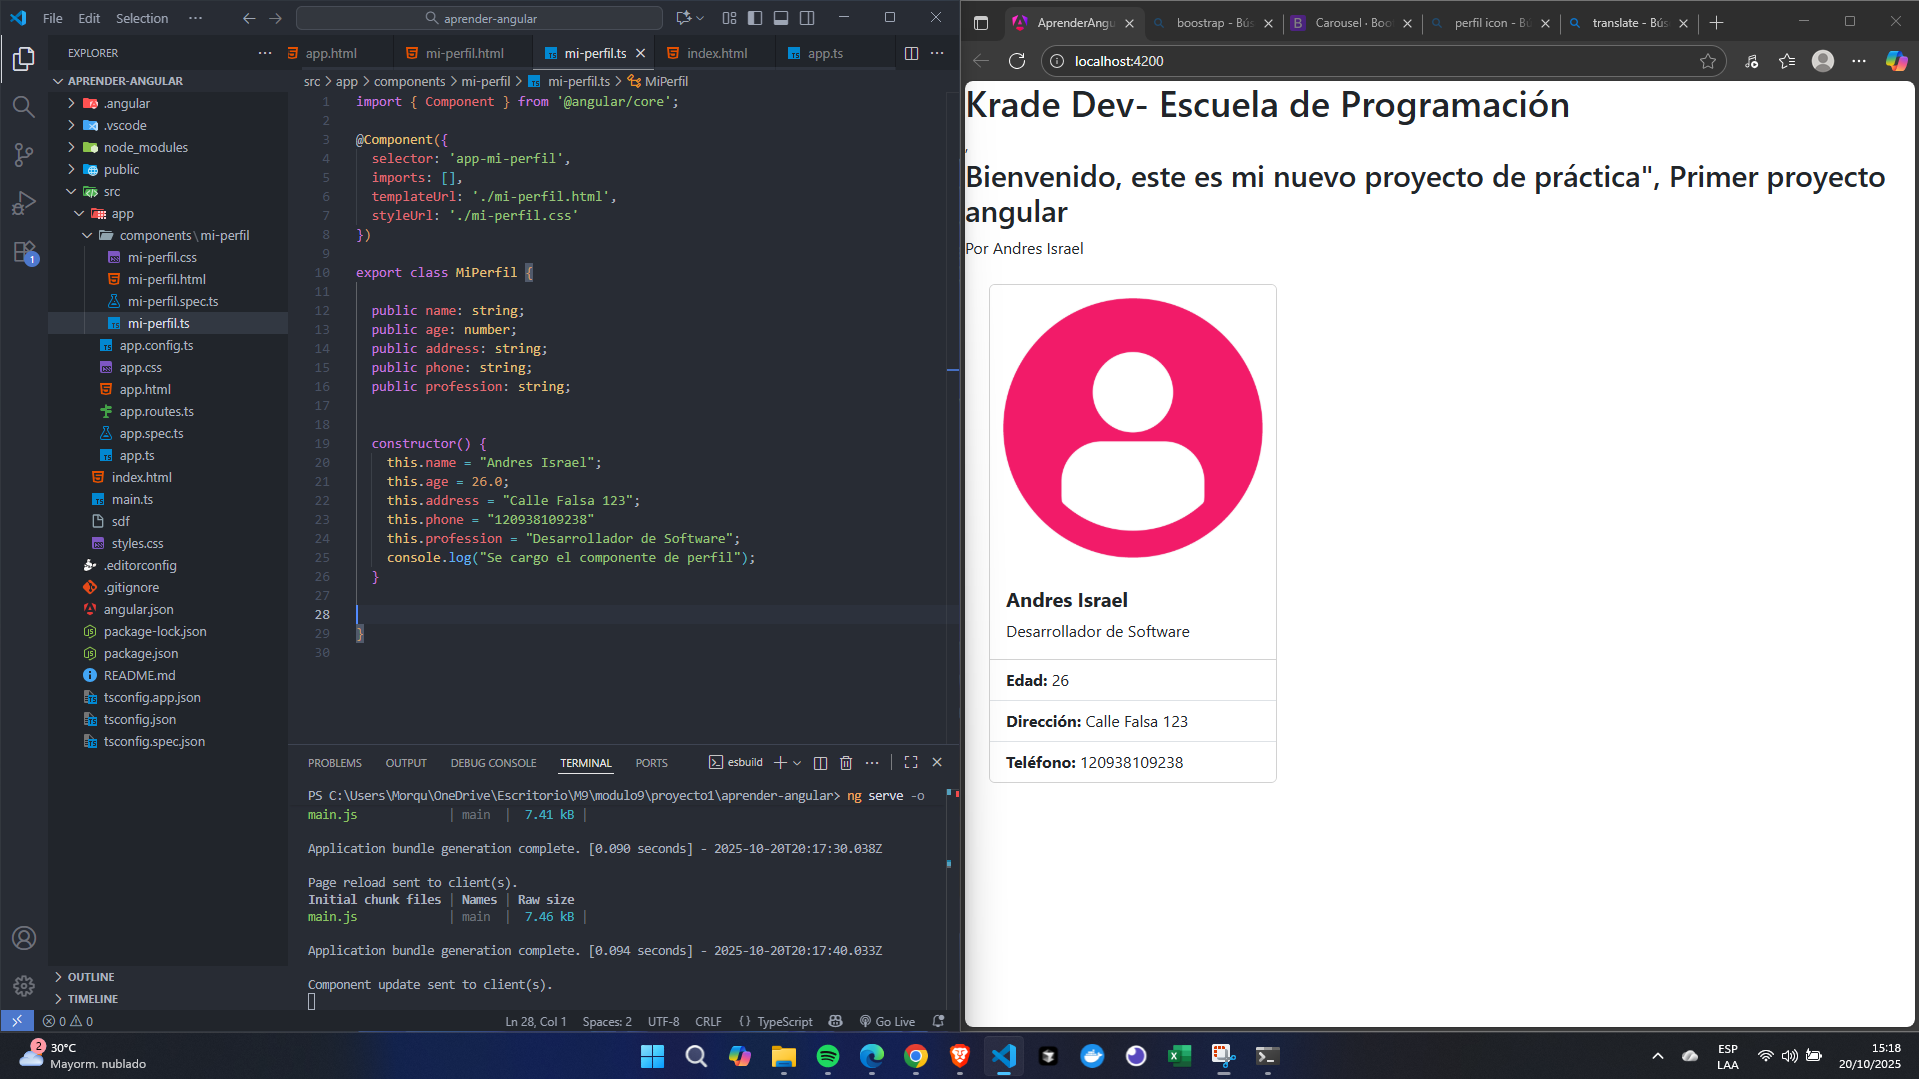 File Edit Selection ··· aprender-angular
EXPLORER
APRENDER-ANGULAR
.angular
.vscode
node_modules
public
src
app
components \ mi-perfil
mi-perfil.css
mi-perfil.html
mi-perfil.spec.ts
mi-perfil.ts
app.config.ts
app.css
app.html
app.routes.ts
app.spec.ts
app.ts
index.html
main.ts
sdf
styles.css
.editorconfig
.gitignore
angular.json
package-lock.json
package.json
README.md
tsconfig.app.json
tsconfig.json
tsconfig.spec.json
OUTLINE
TIMELINE
1
app.html mi-perfil.html mi-perfil.ts index.html app.ts
src > app > components > mi-perfil > mi-perfil.ts > MiPerfil
1 import { Component } from '@angular/core';
2
3 @Component({
4 selector: 'app-mi-perfil',
5 imports: [],
6 templateUrl: './mi-perfil.html',
7 styleUrl: './mi-perfil.css'
8 })
9
10 export class MiPerfil {
11
12 public name: string;
13 public age: number;
14 public address: string;
15 public phone: string;
16 public profession: string;
17
18
19 constructor() {
20 this.name = "Andres Israel";
21 this.age = 26.0;
22 this.address = "Calle Falsa 123";
23 this.phone = "120938109238"
24 this.profession = "Desarrollador de Software";
25 console.log("Se cargo el componente de perfil");
26 }
27
28
29 }
30
PROBLEMS OUTPUT DEBUG CONSOLE TERMINAL PORTS esbuild
PS C:\Users\Morqu\OneDrive\Escritorio\M9\modulo9\proyecto1\aprender-angular> ng serve -o
main.js | main | 7.41 kB |
Application bundle generation complete. [0.090 seconds] - 2025-10-20T20:17:30.038Z
Page reload sent to client(s).
Initial chunk files | Names | Raw size
main.js | main | 7.46 kB |
Application bundle generation complete. [0.094 seconds] - 2025-10-20T20:17:40.033Z
Component update sent to client(s).
0 0 Ln 28, Col 1 Spaces: 2 UTF-8 CRLF {} TypeScript Go Live
AprenderAngu boostrap - Bús Carousel · Boo perfil icon - Bú translate - Bús
localhost:4200
Krade Dev- Escuela de Programación
,
Bienvenido, este es mi nuevo proyecto de práctica", Primer proyecto
angular
Por Andres Israel
Andres Israel
Desarrollador de Software
Edad: 26
Dirección: Calle Falsa 123
Teléfono: 120938109238
2
30°C
Mayorm. nublado
ESP
LAA
15:18
20/10/2025